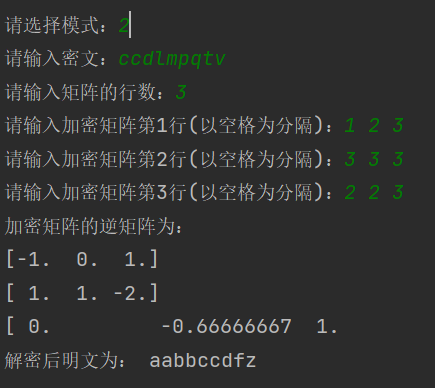 请选择模式：2
请输入密文：ccdlmpqtv
请输入矩阵的行数：3
请输入加密矩阵第1行(以空格为分隔)：1 2 3
请输入加密矩阵第2行(以空格为分隔)：3 3 3
请输入加密矩阵第3行(以空格为分隔)：2 2 3
加密矩阵的逆矩阵为：
[-1.  0.  1.]
[ 1.  1. -2.]
[ 0.         -0.66666667  1.
解密后明文为： aabbccdfz